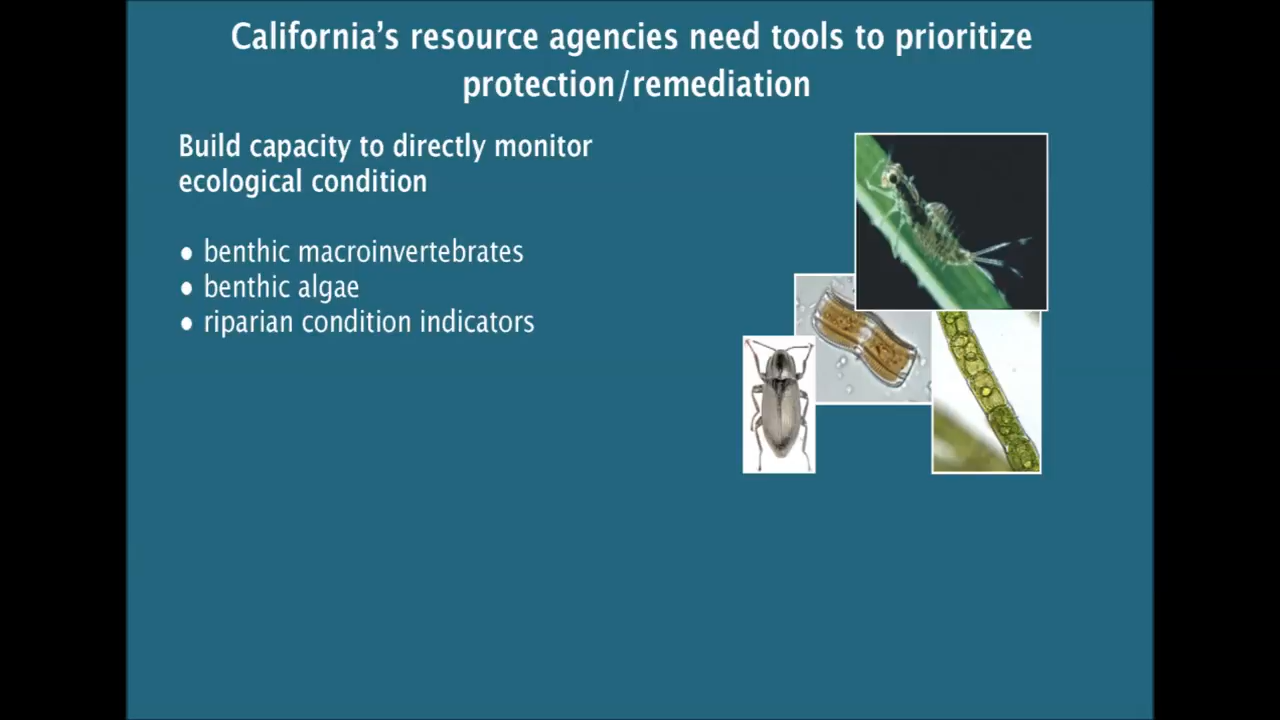 California’s resource agencies need tools to prioritize
protection/remediation
Build capacity to directly monitor
ecological condition
● benthic macroinvertebrates
● benthic algae
● riparian condition indicators